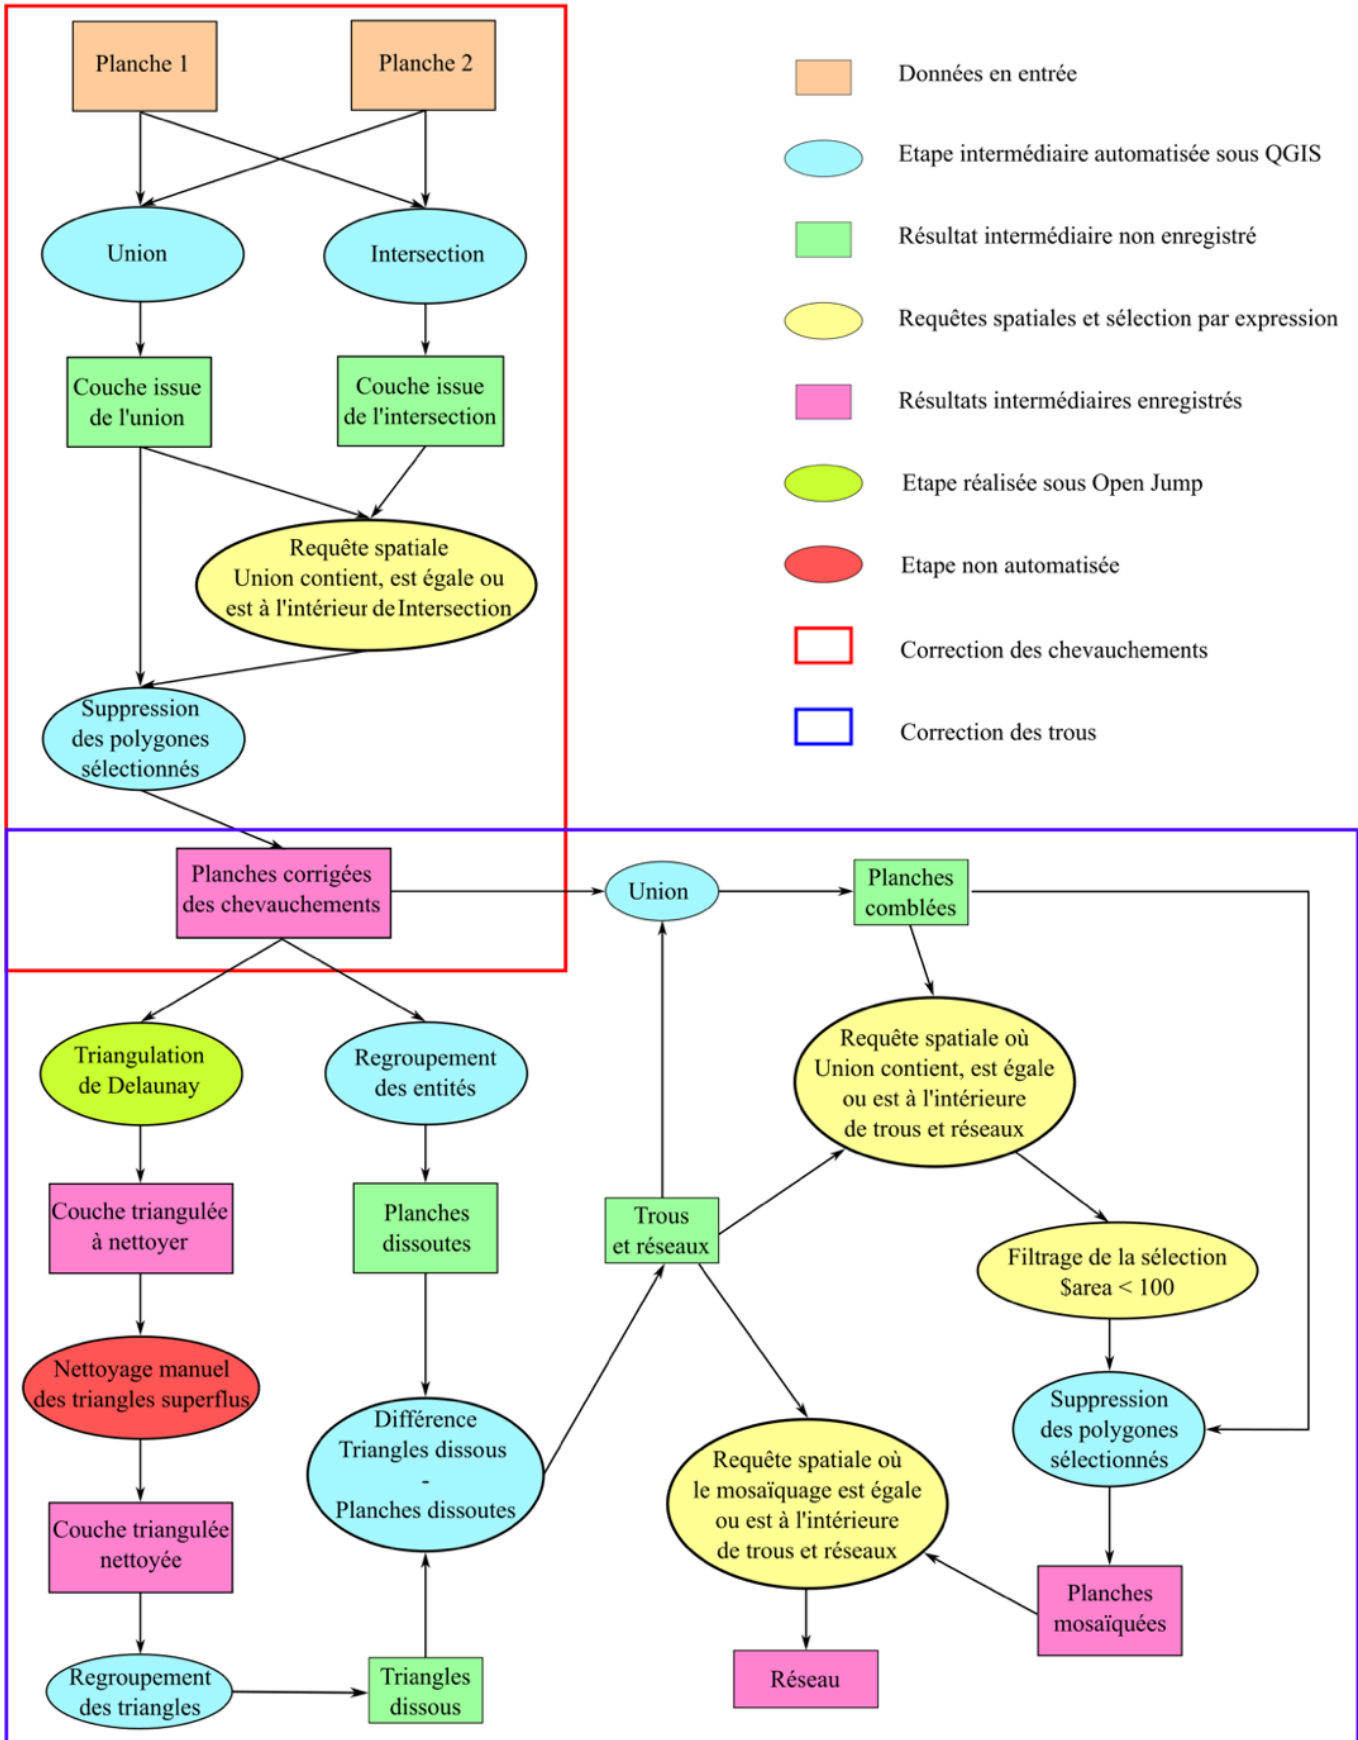 Planche 1
Planche 2
Données en entrée
Etape intermédiaire automatisée sous QGIS
Résultat intermédiaire non enregistré
Requêtes spatiales et sélection par expression
Résultats intermédiaires enregistrés
Etape réalisée sous Open Jump
Etape non automatisée
Correction des chevauchements
Correction des trous
Union
Intersection
Couche issue
de l'union
Couche issue
de l'intersection
Requête spatiale
Union contient, est égale ou
est à l'intérieur de Intersection
Suppression
des polygones
sélectionnés
Planches corrigées
des chevauchements
Union
Planches
comblées
Triangulation
de Delaunay
Regroupement
des entités
Requête spatiale où
Union contient, est égale
ou est à l'intérieure
de trous et réseaux
Couche triangulée
à nettoyer
Planches
dissoutes
Trous
et réseaux
Filtrage de la sélection
$area < 100
Nettoyage manuel
des triangles superflus
Différence
Triangles dissous
-
Planches dissoutes
Suppression
des polygones
sélectionnés
Requête spatiale où
le mosaïquage est égale
ou est à l'intérieure
de trous et réseaux
Couche triangulée
nettoyée
Planches
mosaïquées
Regroupement
des triangles
Triangles
dissous
Réseau